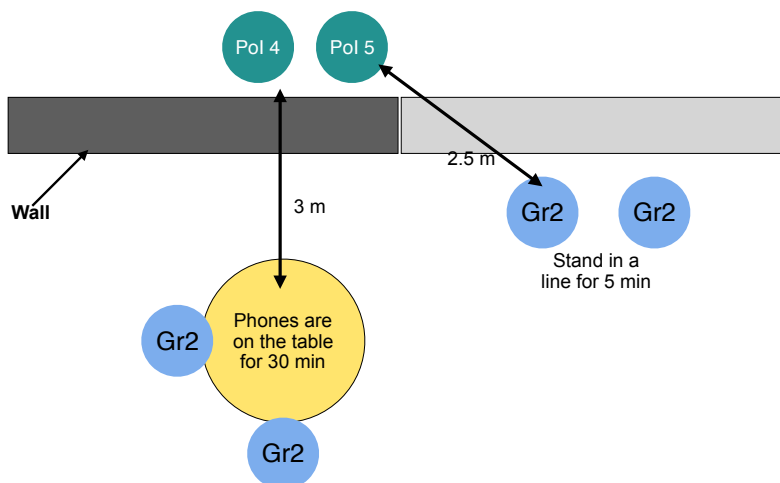 Pol 4
Pol 5
2.5 m
Wall
3 m
Gr2
Gr2
Stand in a
line for 5 min
Phones are
on the table
for 30 min
Gr2
Gr2